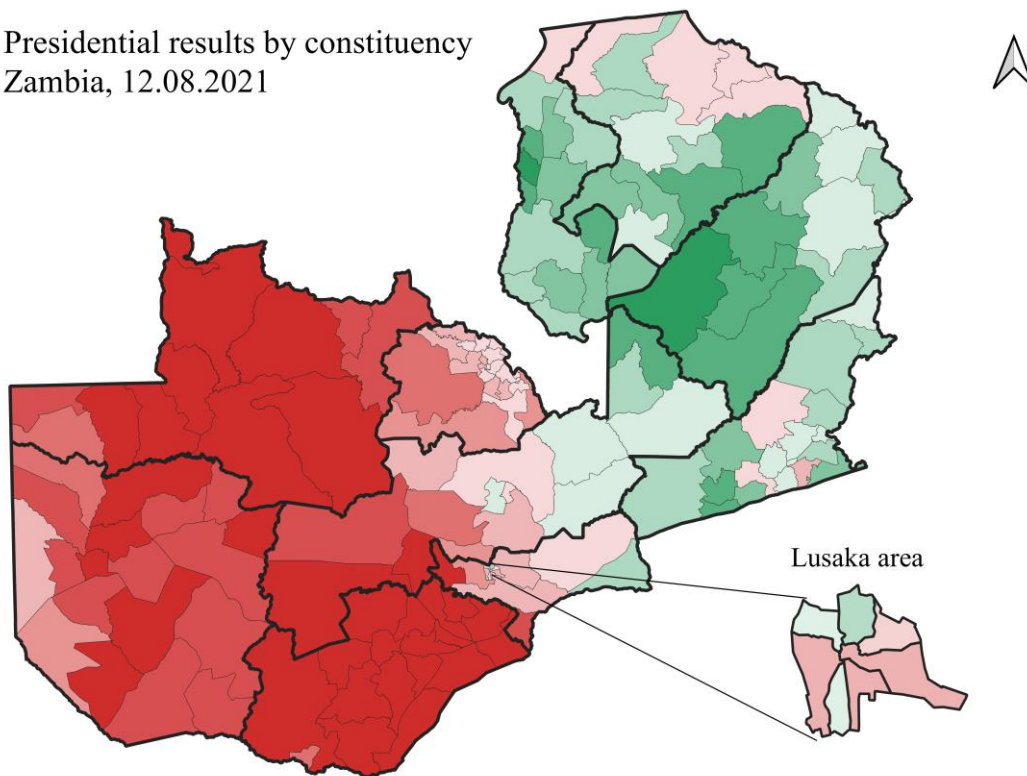 Presidential results by constituency
Zambia, 12.08.2021
Lusaka area